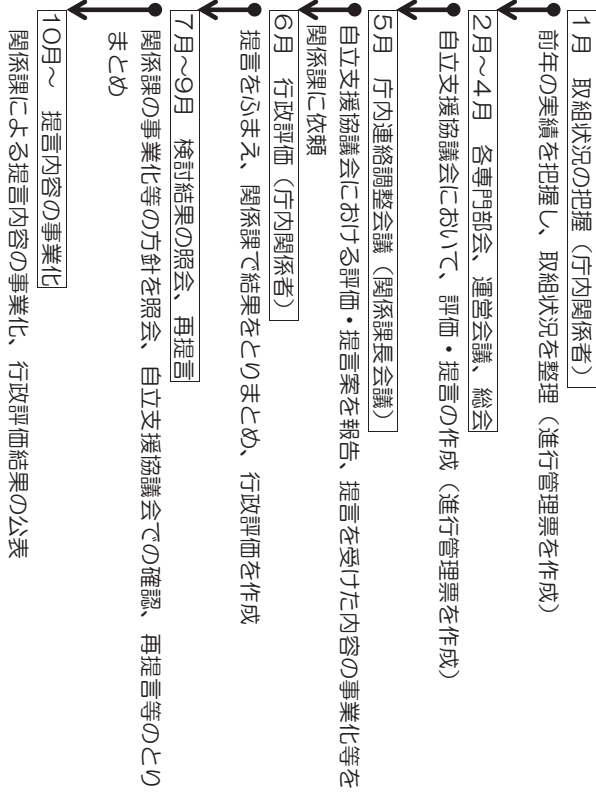 1月　取組状況の把握（庁内関係者）
前年の実績を把握し、取組状況を整理（進行管理票を作成）
2月～4月　各専門部会、運営会議、総会
自立支援協議会において、評価・提言の作成（進行管理票を作成）
5月　庁内連絡調整会議（関係課長会議）
自立支援協議会における評価・提言案を報告、提言を受けた内容の事業化等を
関係課に依頼
6月　行政評価（庁内関係者）
提言をふまえ、関係課で結果をとりまとめ、行政評価を作成
7月～9月　検討結果の照会、再提言
関係課の事業化等の方針を照会、自立支援協議会での確認、再提言等のとり
まとめ
10月～　提言内容の事業化
関係課による提言内容の事業化、行政評価結果の公表